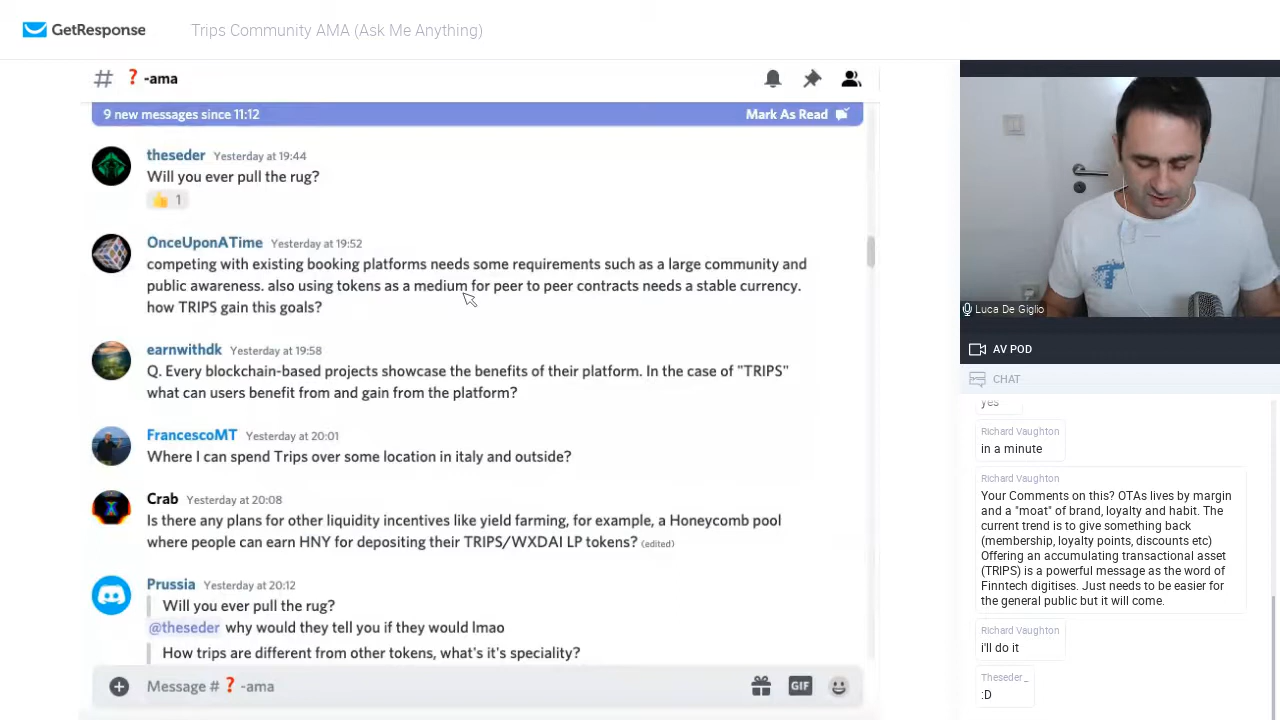 GetResponse
Trips Community AMA (Ask Me Anything)
# ❓ -ama
9 new messages since 11:12
Mark As Read
theseder Yesterday at 19:44
Will you ever pull the rug?
👍 1
OnceUponATime Yesterday at 19:52
competing with existing booking platforms needs some requirements such as a large community and
public awareness. also using tokens as a medium for peer to peer contracts needs a stable currency.
how TRIPS gain this goals?
earnwithdk Yesterday at 19:58
Q. Every blockchain-based projects showcase the benefits of their platform. In the case of "TRIPS"
what can users benefit from and gain from the platform?
FrancescoMT Yesterday at 20:01
Where I can spend Trips over some location in italy and outside?
Crab Yesterday at 20:08
Is there any plans for other liquidity incentives like yield farming, for example, a Honeycomb pool
where people can earn HNY for depositing their TRIPS/WXDAI LP tokens? (edited)
Prussia Yesterday at 20:12
Will you ever pull the rug?
@theseder why would they tell you if they would lmao
How trips are different from other tokens, what's it's speciality?
Message # ❓ -ama
GIF
Luca De Giglio
AV POD
CHAT
yes
Richard Vaughton
in a minute
Richard Vaughton
Your Comments on this? OTAs lives by margin
and a "moat" of brand, loyalty and habit. The
current trend is to give something back
(membership, loyalty points, discounts etc)
Offering an accumulating transactional asset
(TRIPS) is a powerful message as the word of
Finntech digitises. Just needs to be easier for
the general public but it will come.
Richard Vaughton
i'll do it
Theseder_
:D